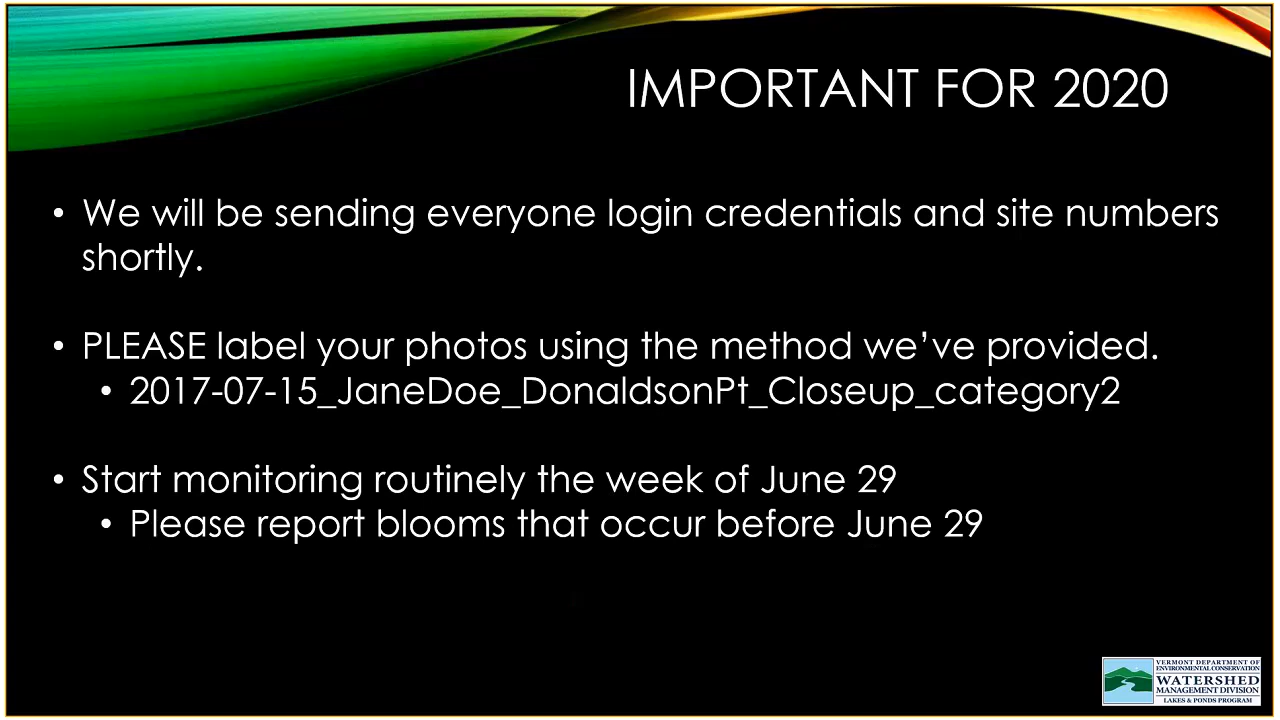 IMPORTANT FOR 2020
• We will be sending everyone login credentials and site numbers
shortly.
• PLEASE label your photos using the method we’ve provided.
• 2017-07-15_JaneDoe_DonaldsonPt_Closeup_category2
• Start monitoring routinely the week of June 29
• Please report blooms that occur before June 29
VERMONT DEPARTMENT OF
ENVIRONMENTAL CONSERVATION
WATERSHED
MANAGEMENT DIVISION
LAKES & PONDS PROGRAM